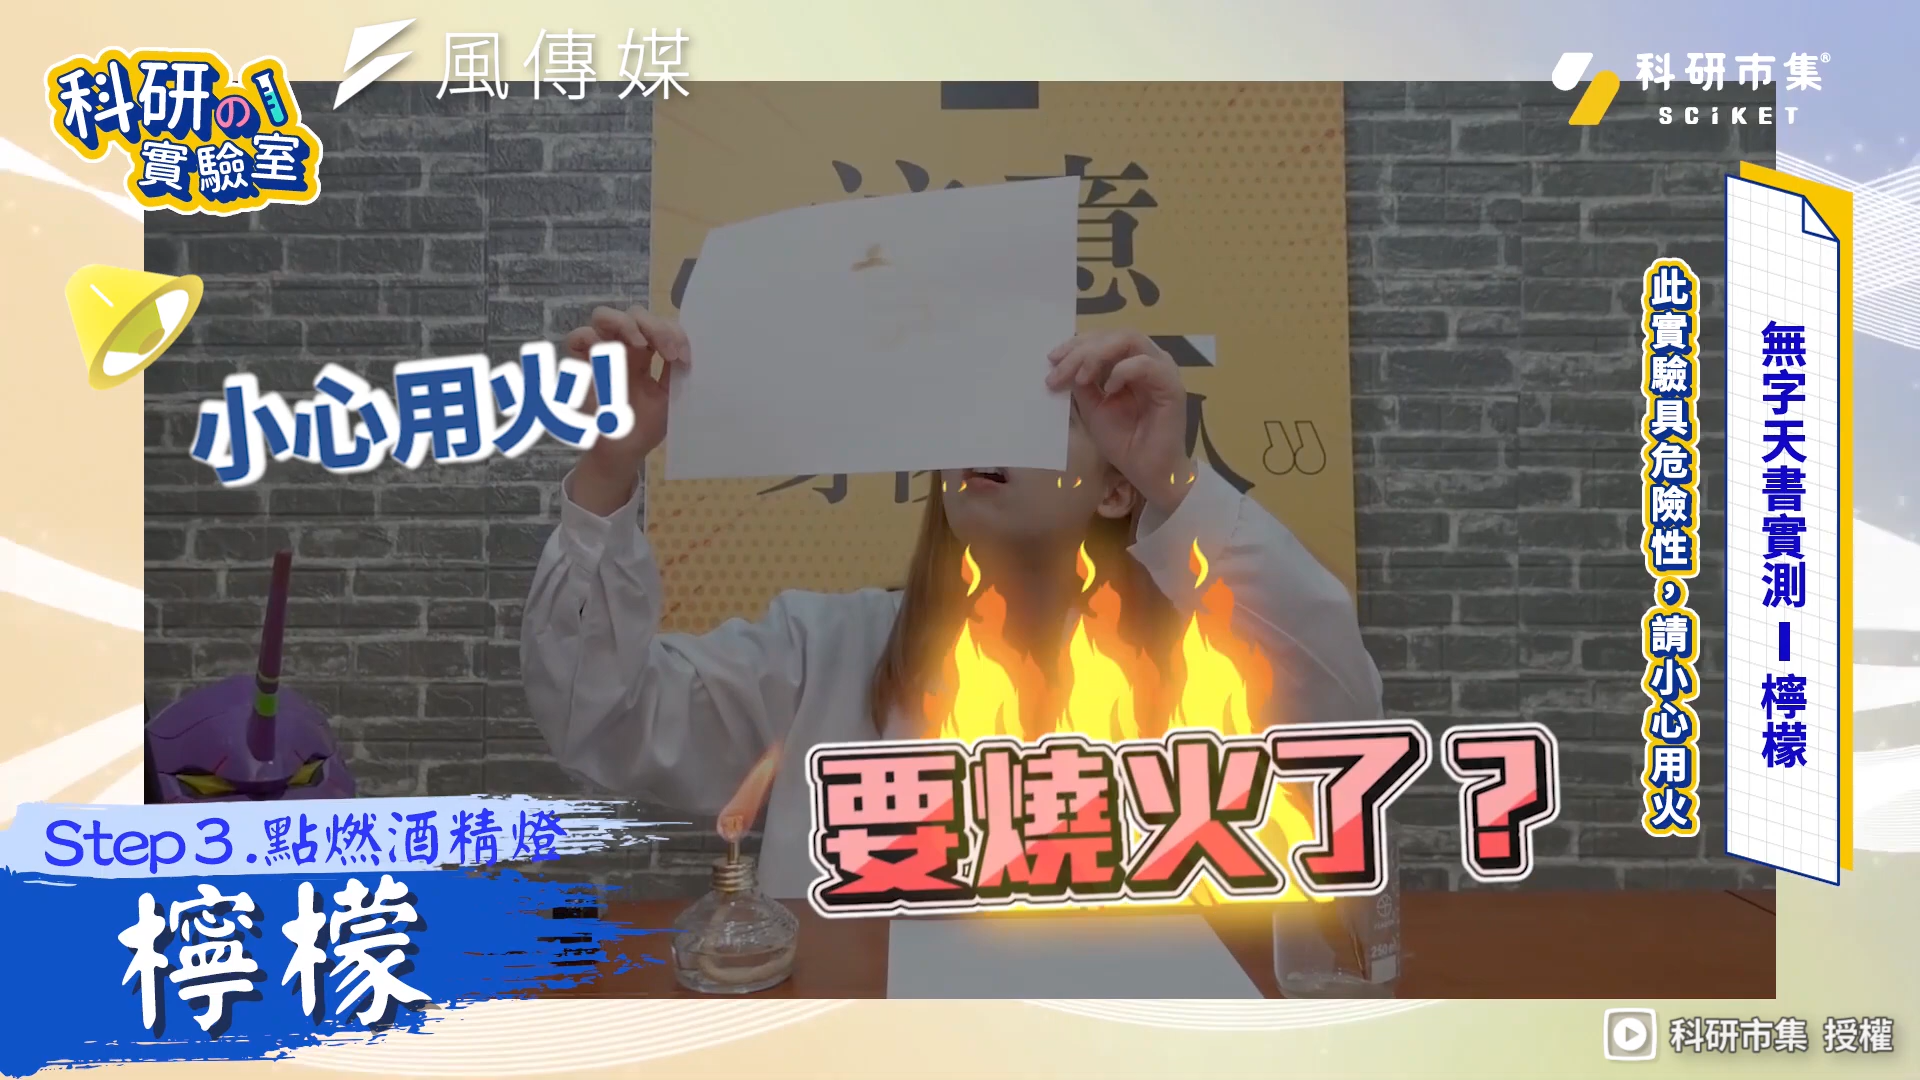 科研の
實驗室
風傳媒
科研市集®
SCiKET
意
小心用火!
此實驗具危險性，請小心用火
無字天書實測－檸檬
要燒火了？
Step3.點燃酒精燈
檸檬
科研市集 授權